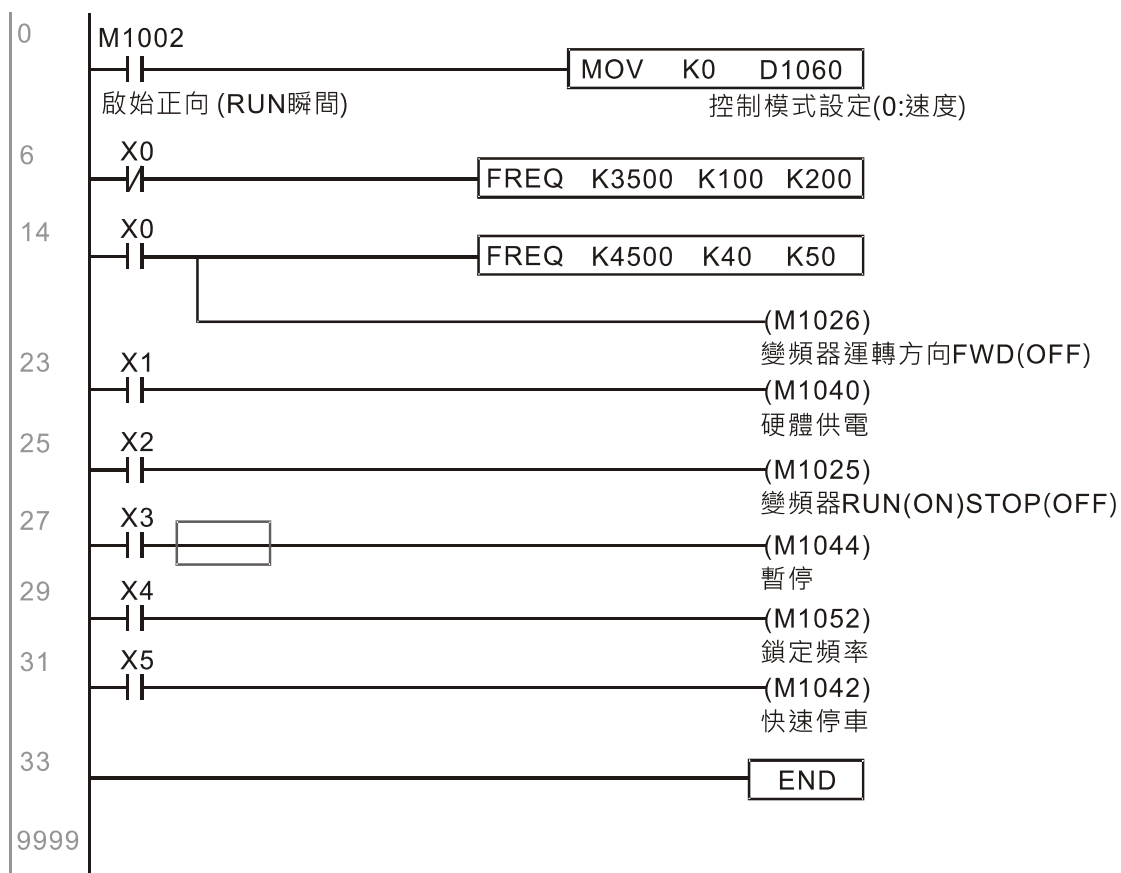 0
M1002
MOV K0 D1060
啟始正向 (RUN瞬間)
控制模式設定(0:速度)
6
X0
FREQ K3500 K100 K200
14
X0
FREQ K4500 K40 K50
(M1026)
變頻器運轉方向FWD(OFF)
23
X1
(M1040)
硬體供電
25
X2
(M1025)
變頻器RUN(ON)STOP(OFF)
27
X3
(M1044)
暫停
29
X4
(M1052)
鎖定頻率
31
X5
(M1042)
快速停車
33
END
9999